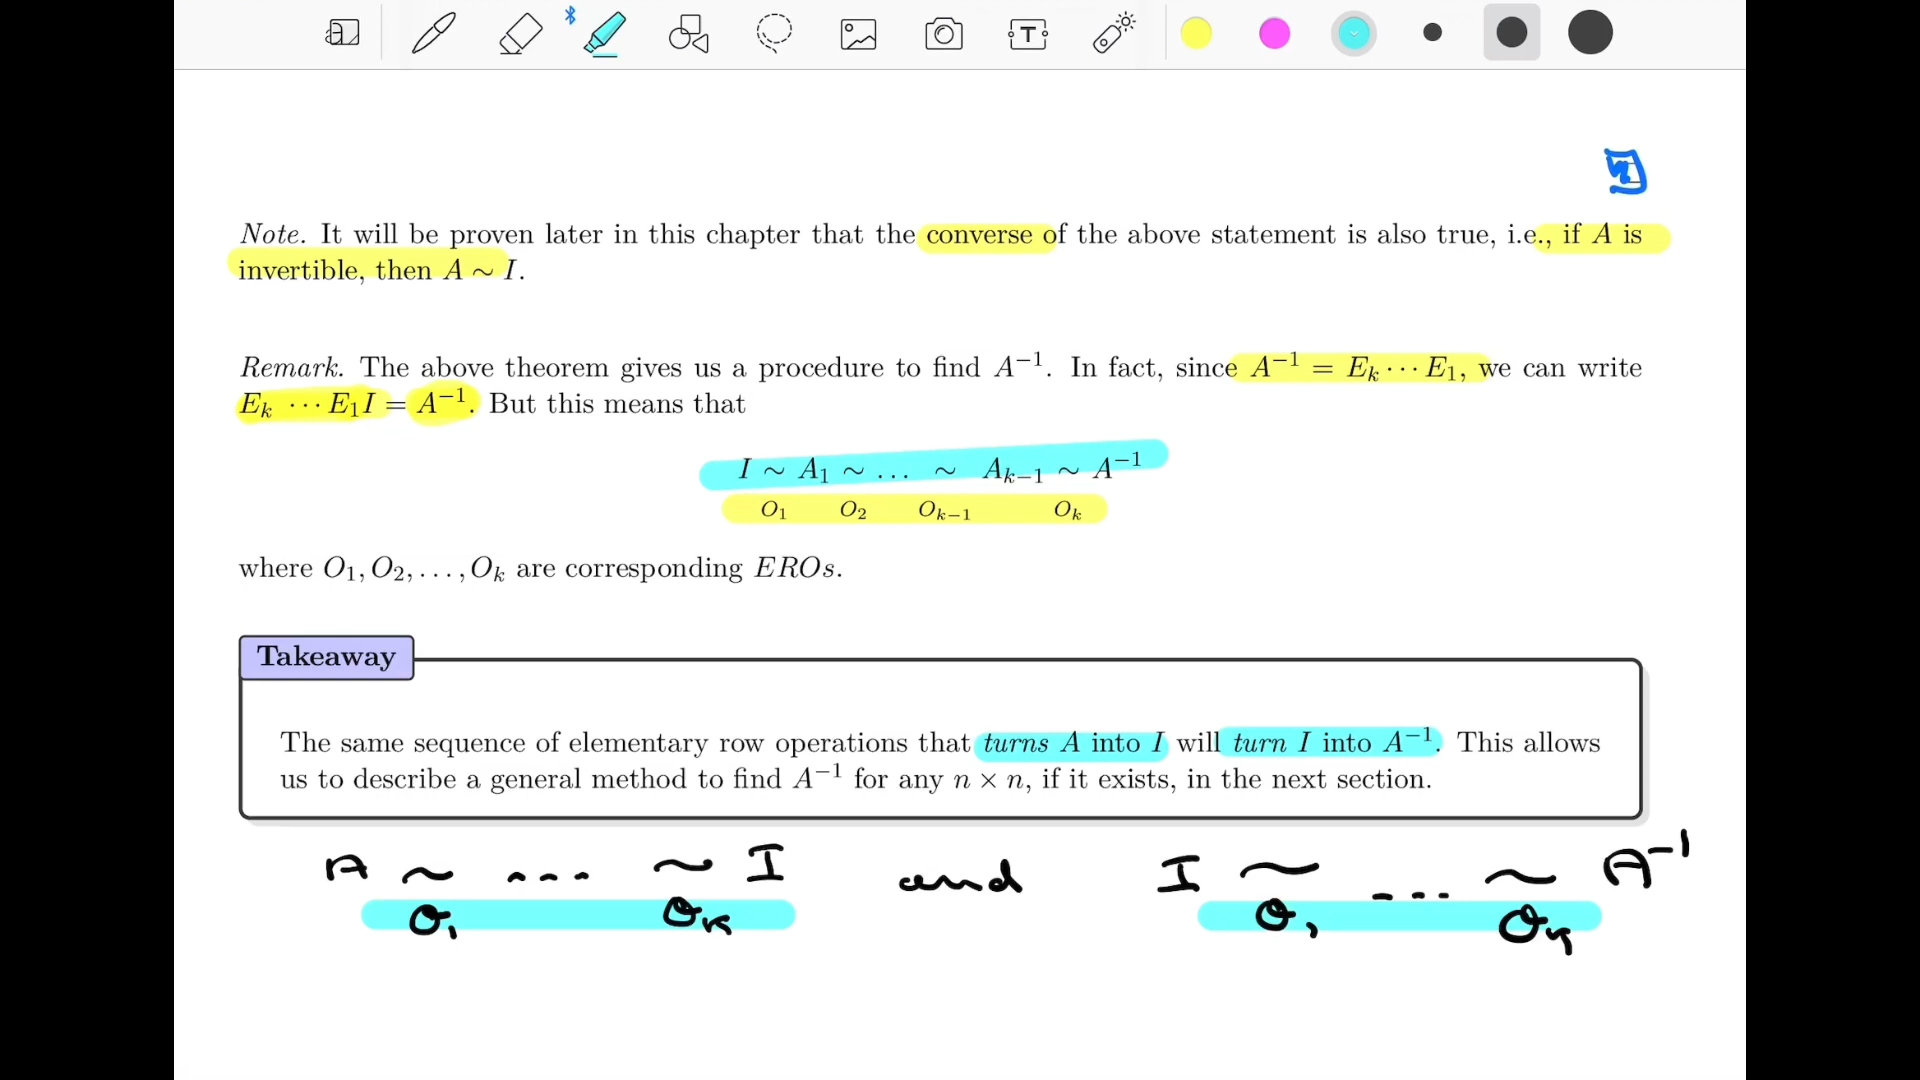 Note. It will be proven later in this chapter that the converse of the above statement is also true, i.e., if A is
invertible, then A ∼ I.
Remark. The above theorem gives us a procedure to find A⁻¹. In fact, since A⁻¹ = Eₖ ⋯ E₁, we can write
Eₖ ⋯ E₁I = A⁻¹. But this means that
I ∼ A₁ ∼ … ∼ Aₖ₋₁ ∼ A⁻¹
O₁ O₂ Oₖ₋₁ Oₖ
where O₁, O₂, …, Oₖ are corresponding EROs.
Takeaway
The same sequence of elementary row operations that turns A into I will turn I into A⁻¹. This allows
us to describe a general method to find A⁻¹ for any n × n, if it exists, in the next section.
A ∼ ... ∼ I and I ∼ ... ∼ A⁻¹
O₁ Oₖ O₁ Oₖ